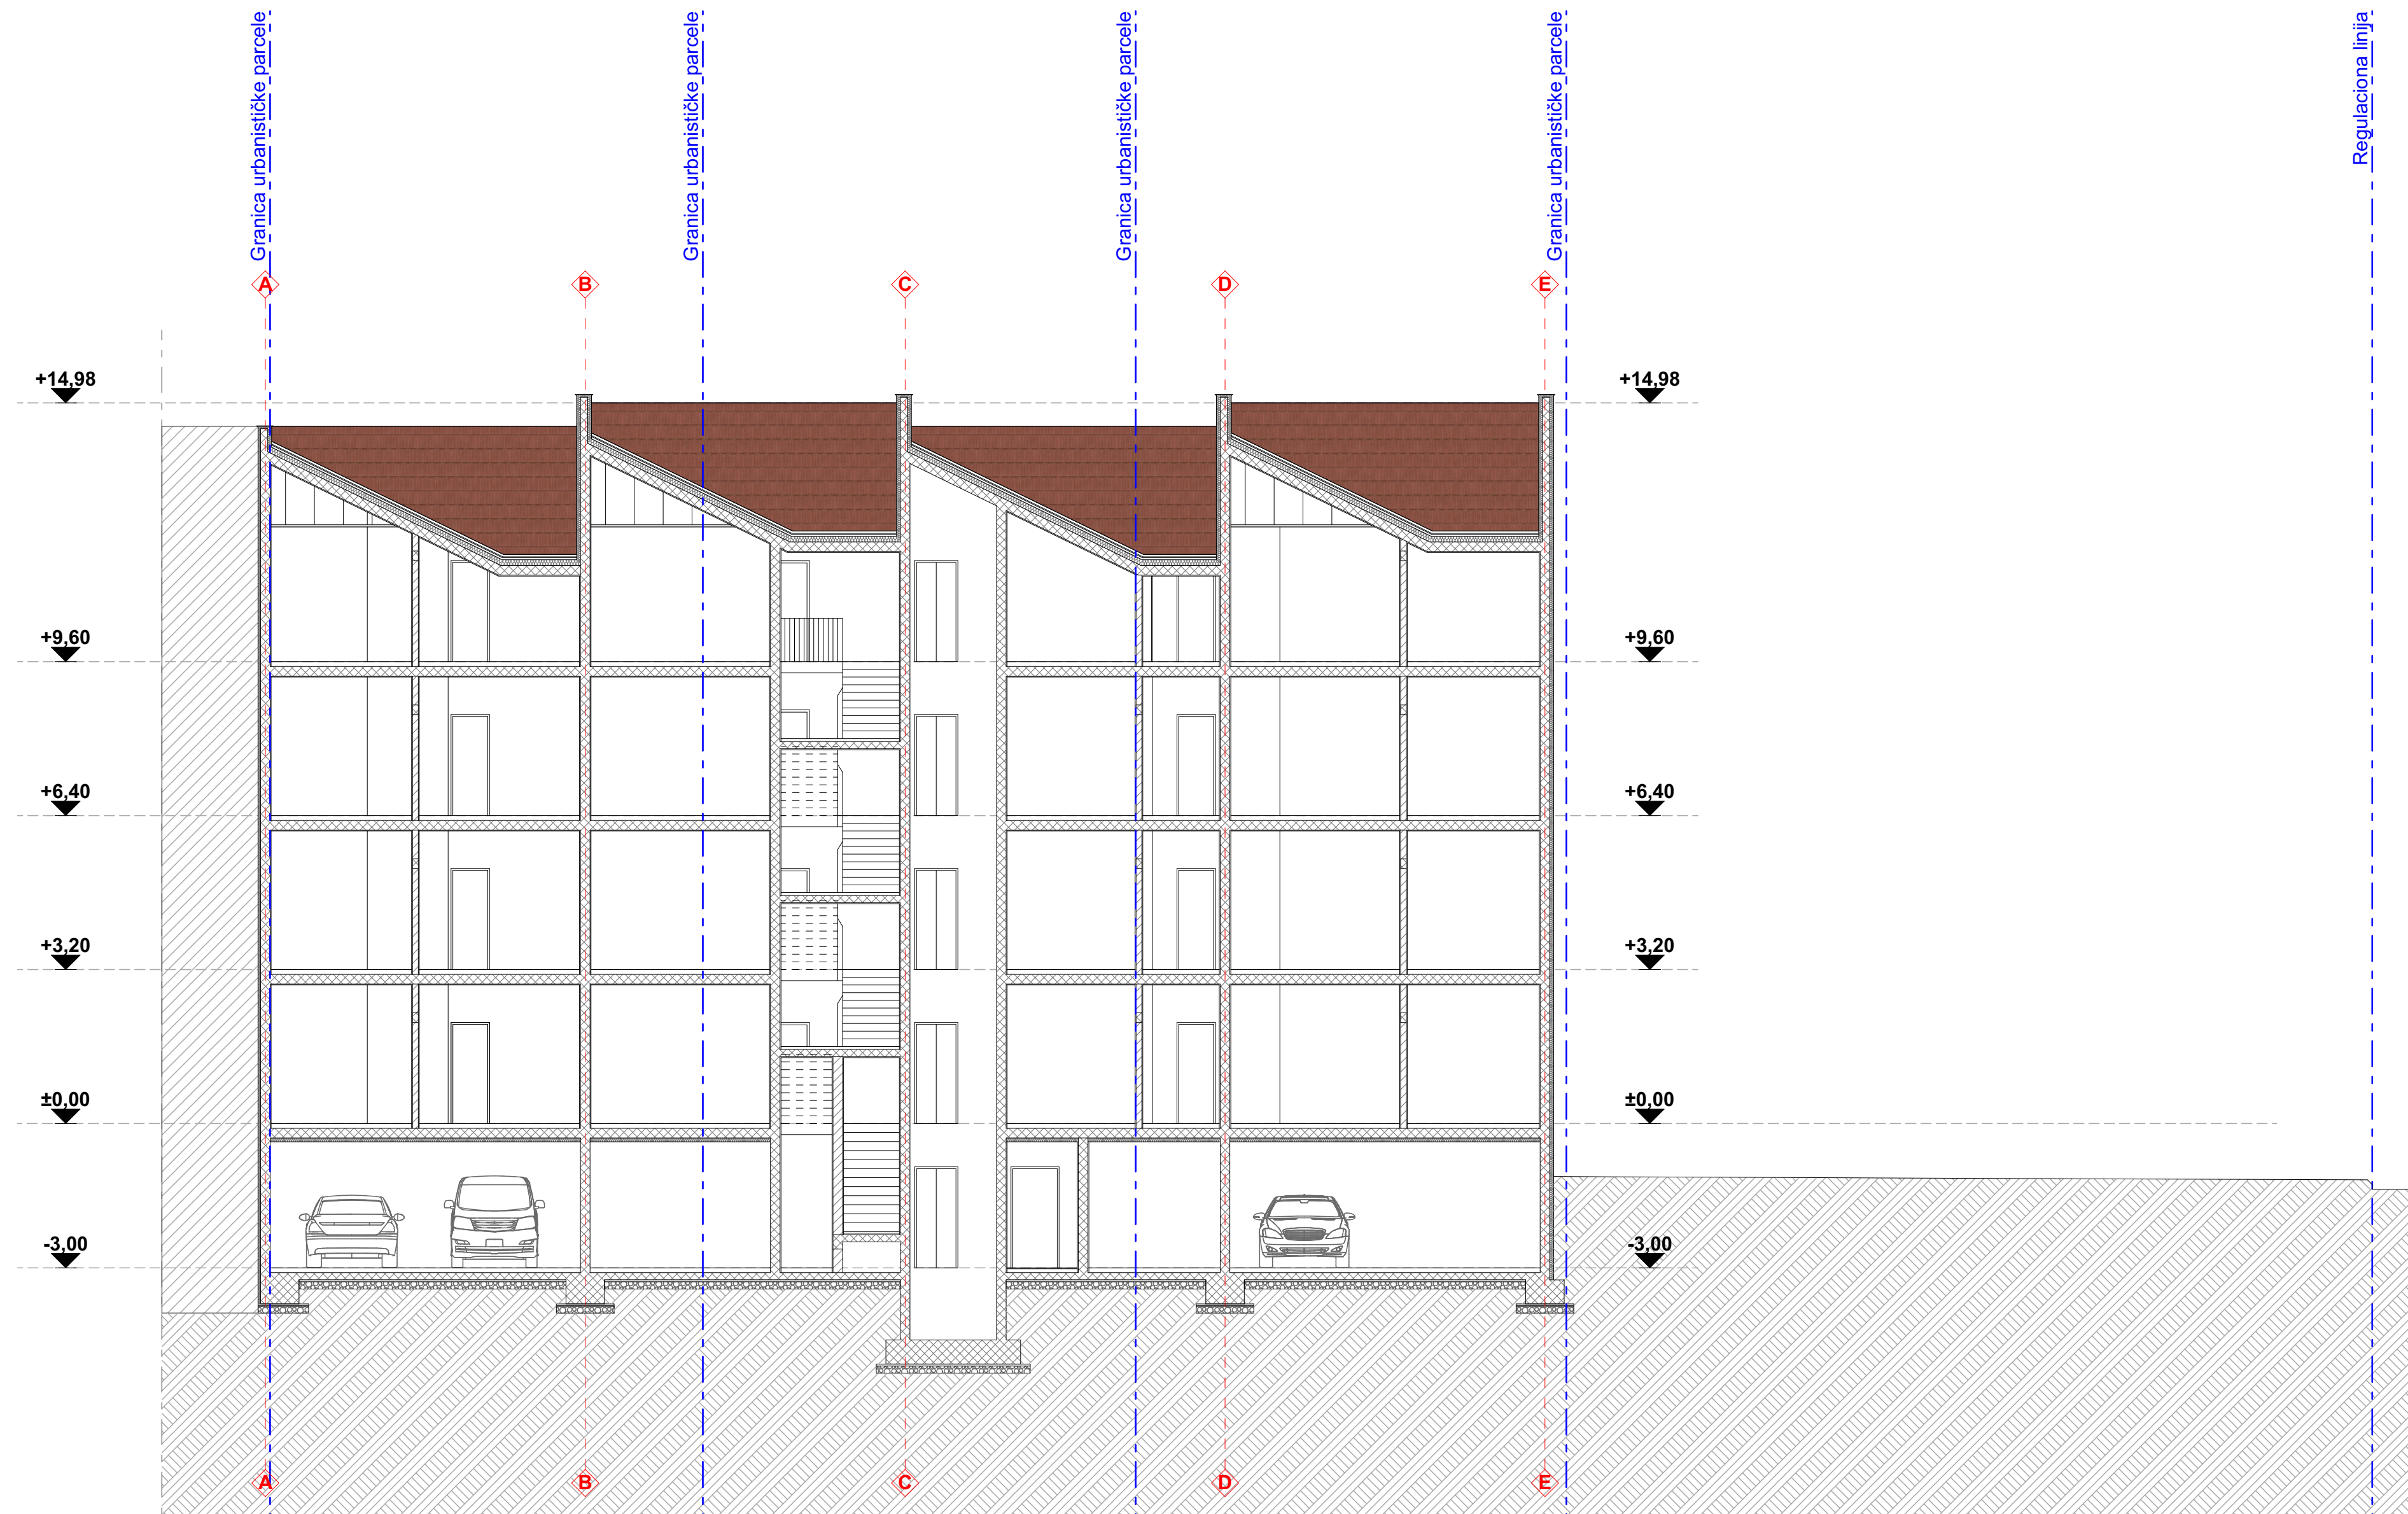 Granica urbanističke parcele
Granica urbanističke parcele
Granica urbanističke parcele
Granica urbanističke parcele
Regulaciona linija
A
B
C
D
E
+14,98
+14,98
+9,60
+9,60
+6,40
+6,40
+3,20
+3,20
±0,00
±0,00
-3,00
-3,00
A
B
C
D
E